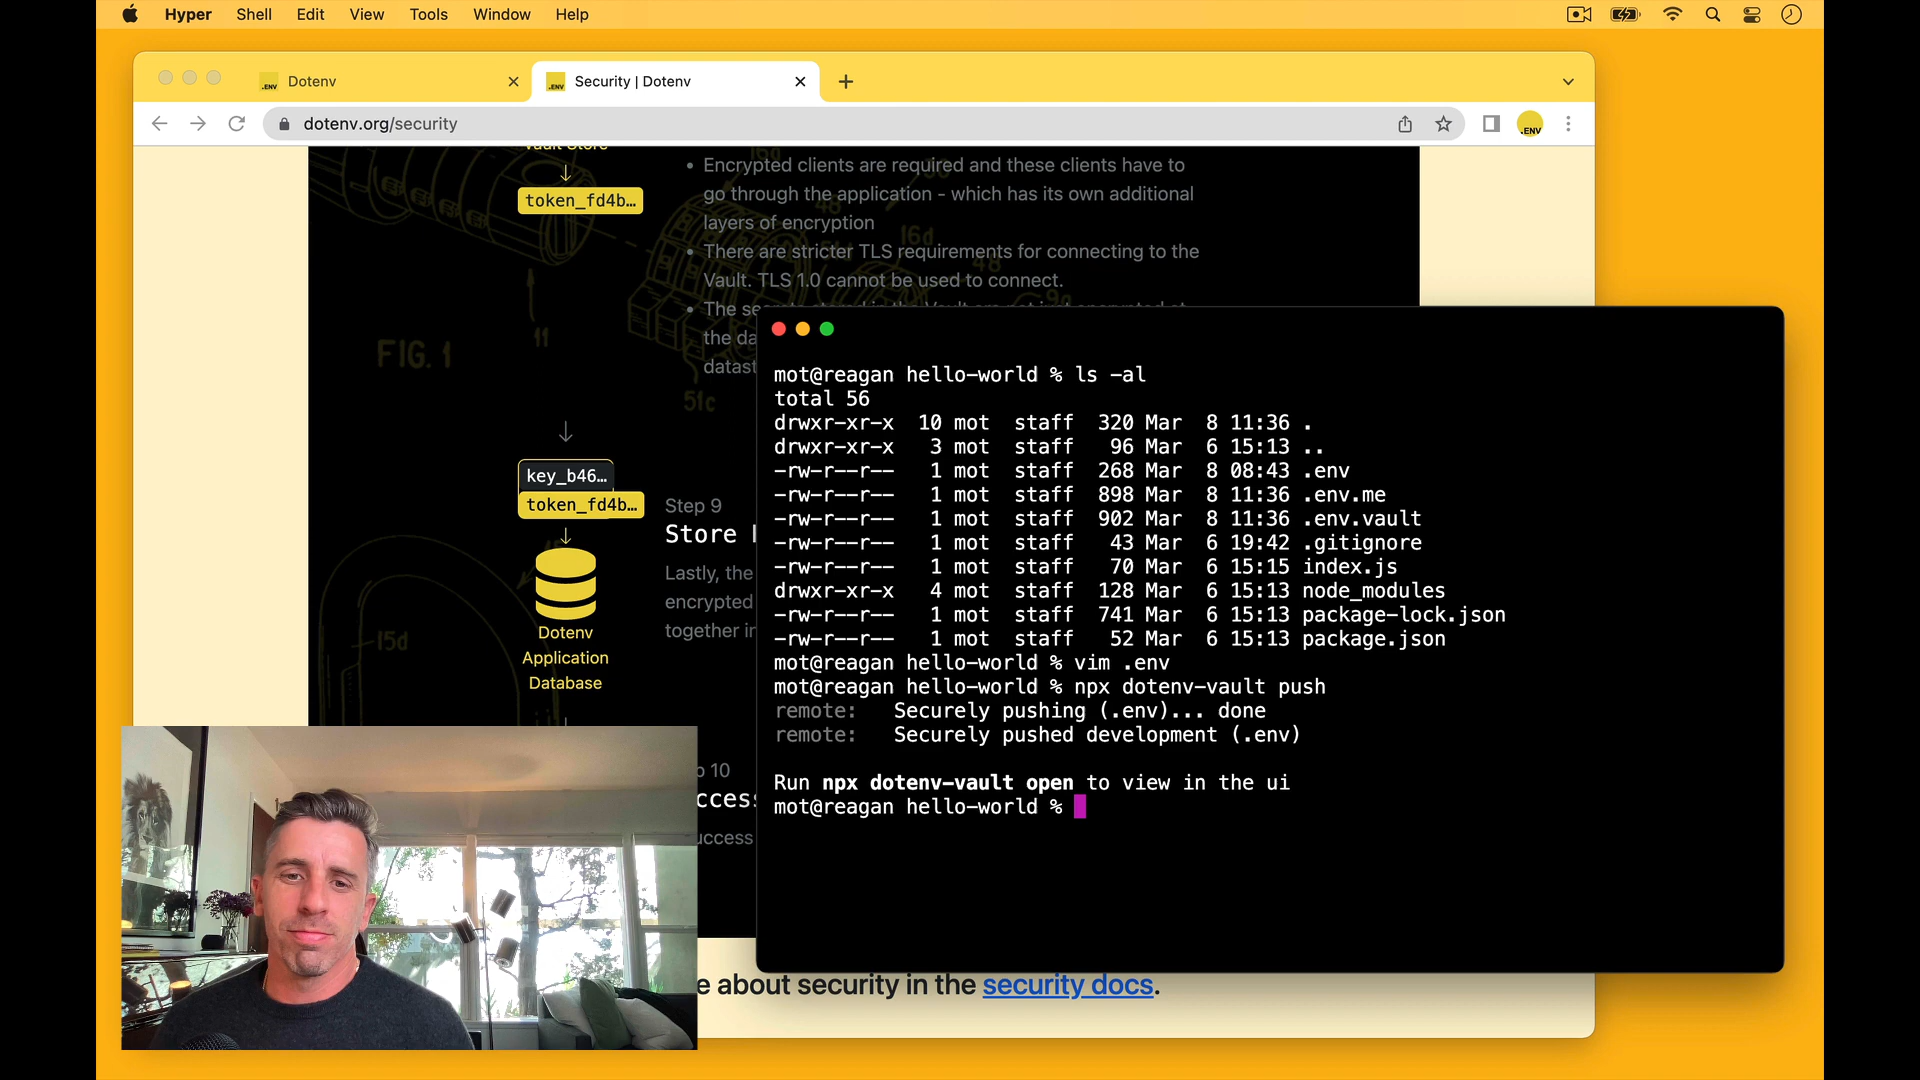 Hyper Shell Edit View Tools Window Help
Dotenv
Security | Dotenv
dotenv.org/security
.ENV
Vault Store
token_fd4b…
Encrypted clients are required and these clients have to
go through the application - which has its own additional
layers of encryption
There are stricter TLS requirements for connecting to the
Vault. TLS 1.0 cannot be used to connect.
The se
the da
datast
FIG. 1
11
16d
48
51c
15d
key_b46…
token_fd4b…
Dotenv
Application
Database
Step 9
Store
Lastly, the
encrypted
together in
10
ccess
uccess
e about security in the security docs.
mot@reagan hello-world % ls -al
total 56
drwxr-xr-x 10 mot staff 320 Mar 8 11:36 .
drwxr-xr-x 3 mot staff 96 Mar 6 15:13 ..
-rw-r--r-- 1 mot staff 268 Mar 8 08:43 .env
-rw-r--r-- 1 mot staff 898 Mar 8 11:36 .env.me
-rw-r--r-- 1 mot staff 902 Mar 8 11:36 .env.vault
-rw-r--r-- 1 mot staff 43 Mar 6 19:42 .gitignore
-rw-r--r-- 1 mot staff 70 Mar 6 15:15 index.js
drwxr-xr-x 4 mot staff 128 Mar 6 15:13 node_modules
-rw-r--r-- 1 mot staff 741 Mar 6 15:13 package-lock.json
-rw-r--r-- 1 mot staff 52 Mar 6 15:13 package.json
mot@reagan hello-world % vim .env
mot@reagan hello-world % npx dotenv-vault push
remote: Securely pushing (.env)... done
remote: Securely pushed development (.env)
Run npx dotenv-vault open to view in the ui
mot@reagan hello-world %